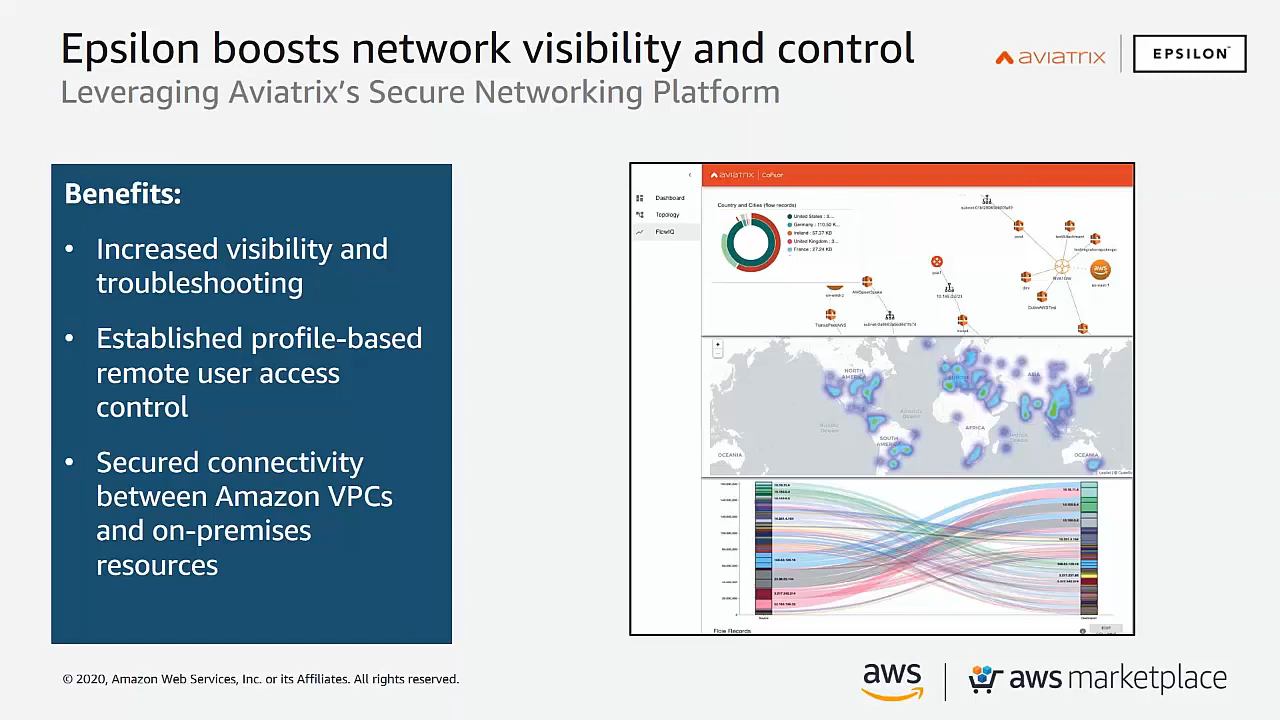 Epsilon boosts network visibility and control
Leveraging Aviatrix's Secure Networking Platform
AVIATRIX
EPSILON
Benefits:
• Increased visibility and
troubleshooting
• Established profile-based
remote user access
control
• Secured connectivity
between Amazon VPCs
and on-premises
resources
AVIATRIX | CoPilot
Dashboard
Topology
FlowIQ
Country and Cities (flow records)
United States : 3...
Germany : 110.50 K...
Ireland : 57.37 KB
United Kingdom : 3...
France : 27.24 KB
aws
NORTH
AMERICA
EUROPE
ASIA
AFRICA
SOUTH
AMERICA
OCEANIA
OCEANIA
Flow Records
© 2020, Amazon Web Services, Inc. or its Affiliates. All rights reserved.
aws
aws marketplace